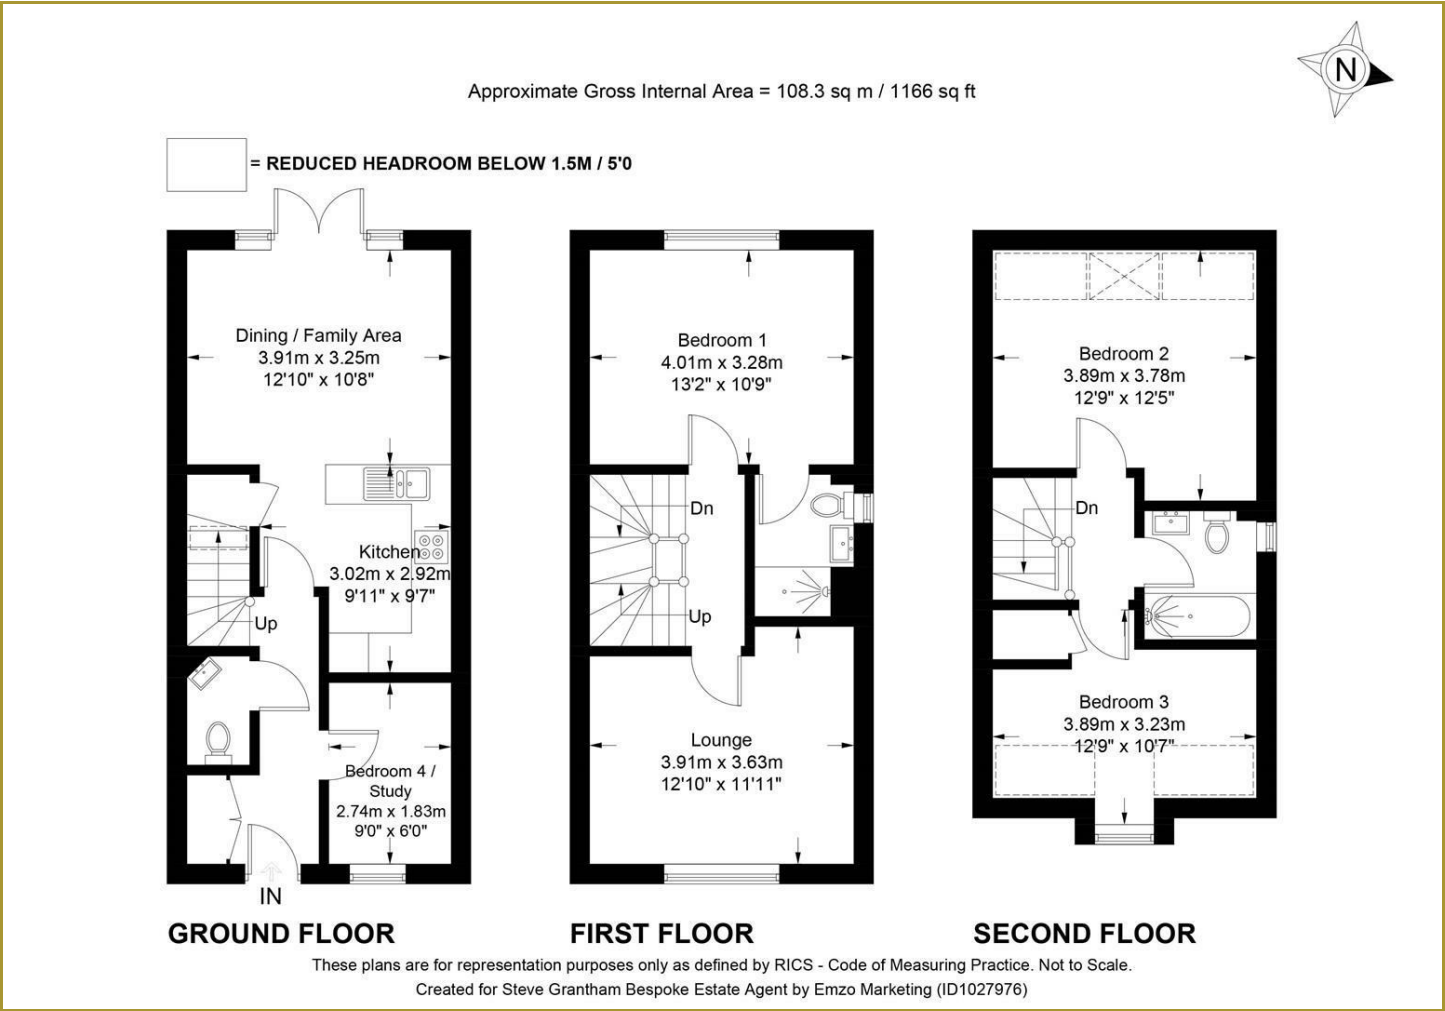 N
Approximate Gross Internal Area = 108.3 sq m / 1166 sq ft
= REDUCED HEADROOM BELOW 1.5M / 5'0
Dining / Family Area
3.91m x 3.25m
12'10" x 10'8"
Kitchen
3.02m x 2.92m
9'11" x 9'7"
Up
Bedroom 4 /
Study
2.74m x 1.83m
9'0" x 6'0"
IN
GROUND FLOOR
Bedroom 1
4.01m x 3.28m
13'2" x 10'9"
Dn
Up
Lounge
3.91m x 3.63m
12'10" x 11'11"
FIRST FLOOR
Bedroom 2
3.89m x 3.78m
12'9" x 12'5"
Dn
Bedroom 3
3.89m x 3.23m
12'9" x 10'7"
SECOND FLOOR
These plans are for representation purposes only as defined by RICS - Code of Measuring Practice. Not to Scale.
Created for Steve Grantham Bespoke Estate Agent by Emzo Marketing (ID1027976)